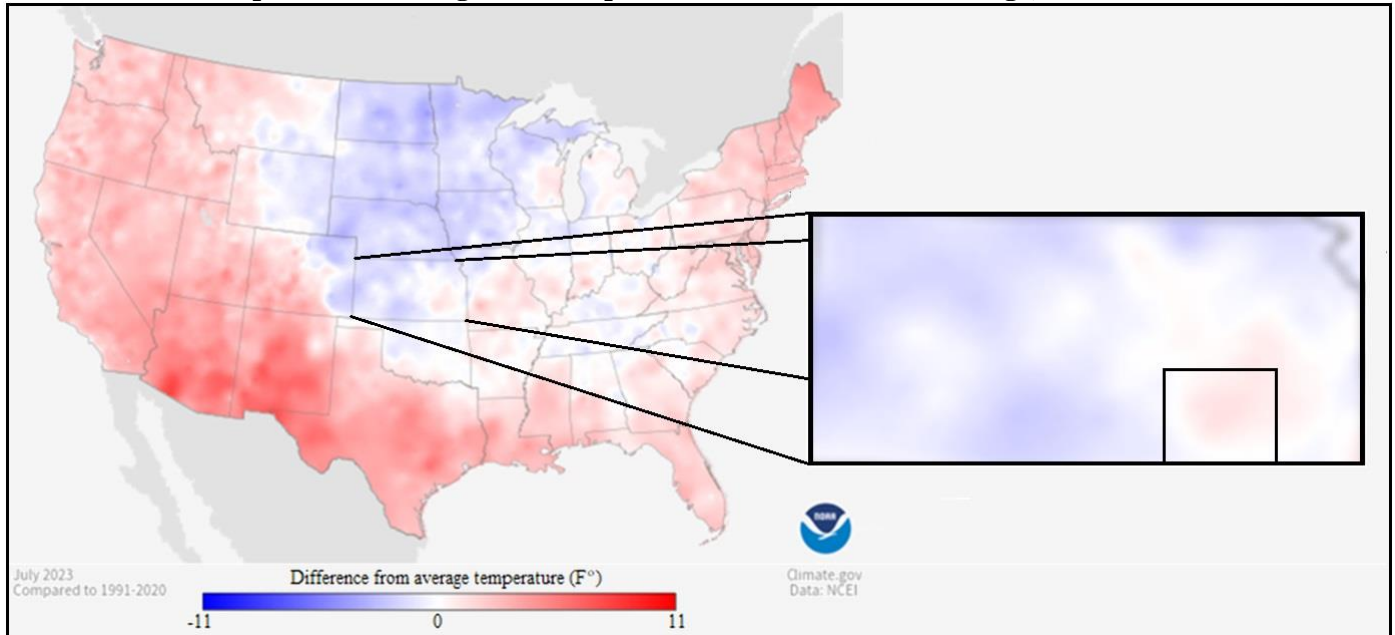 NOAA
July 2023
Compared to 1991-2020
Difference from average temperature (F°)
-11
0
11
Climate.gov
Data: NCEI